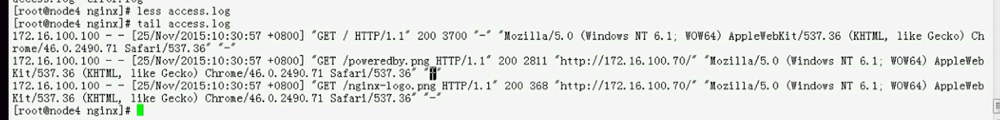 [root@node4 nginx]# less access.log
[root@node4 nginx]# tail access.log
172.16.100.100 - - [25/Nov/2015:10:30:57 +0800] "GET / HTTP/1.1" 200 3700 "-" "Mozilla/5.0 (Windows NT 6.1; WOW64) AppleWebKit/537.36 (KHTML, like Gecko) Ch
rome/46.0.2490.71 Safari/537.36" "-"
172.16.100.100 - - [25/Nov/2015:10:30:57 +0800] "GET /poweredby.png HTTP/1.1" 200 2811 "http://172.16.100.70/" "Mozilla/5.0 (Windows NT 6.1; WOW64) AppleWeb
Kit/537.36 (KHTML, like Gecko) Chrome/46.0.2490.71 Safari/537.36" "
172.16.100.100 - - [25/Nov/2015:10:30:57 +0800] "GET /nginx-logo.png HTTP/1.1" 200 368 "http://172.16.100.70/" "Mozilla/5.0 (Windows NT 6.1; WOW64) AppleWeb
Kit/537.36 (KHTML, like Gecko) Chrome/46.0.2490.71 Safari/537.36" "-"
[root@node4 nginx]#